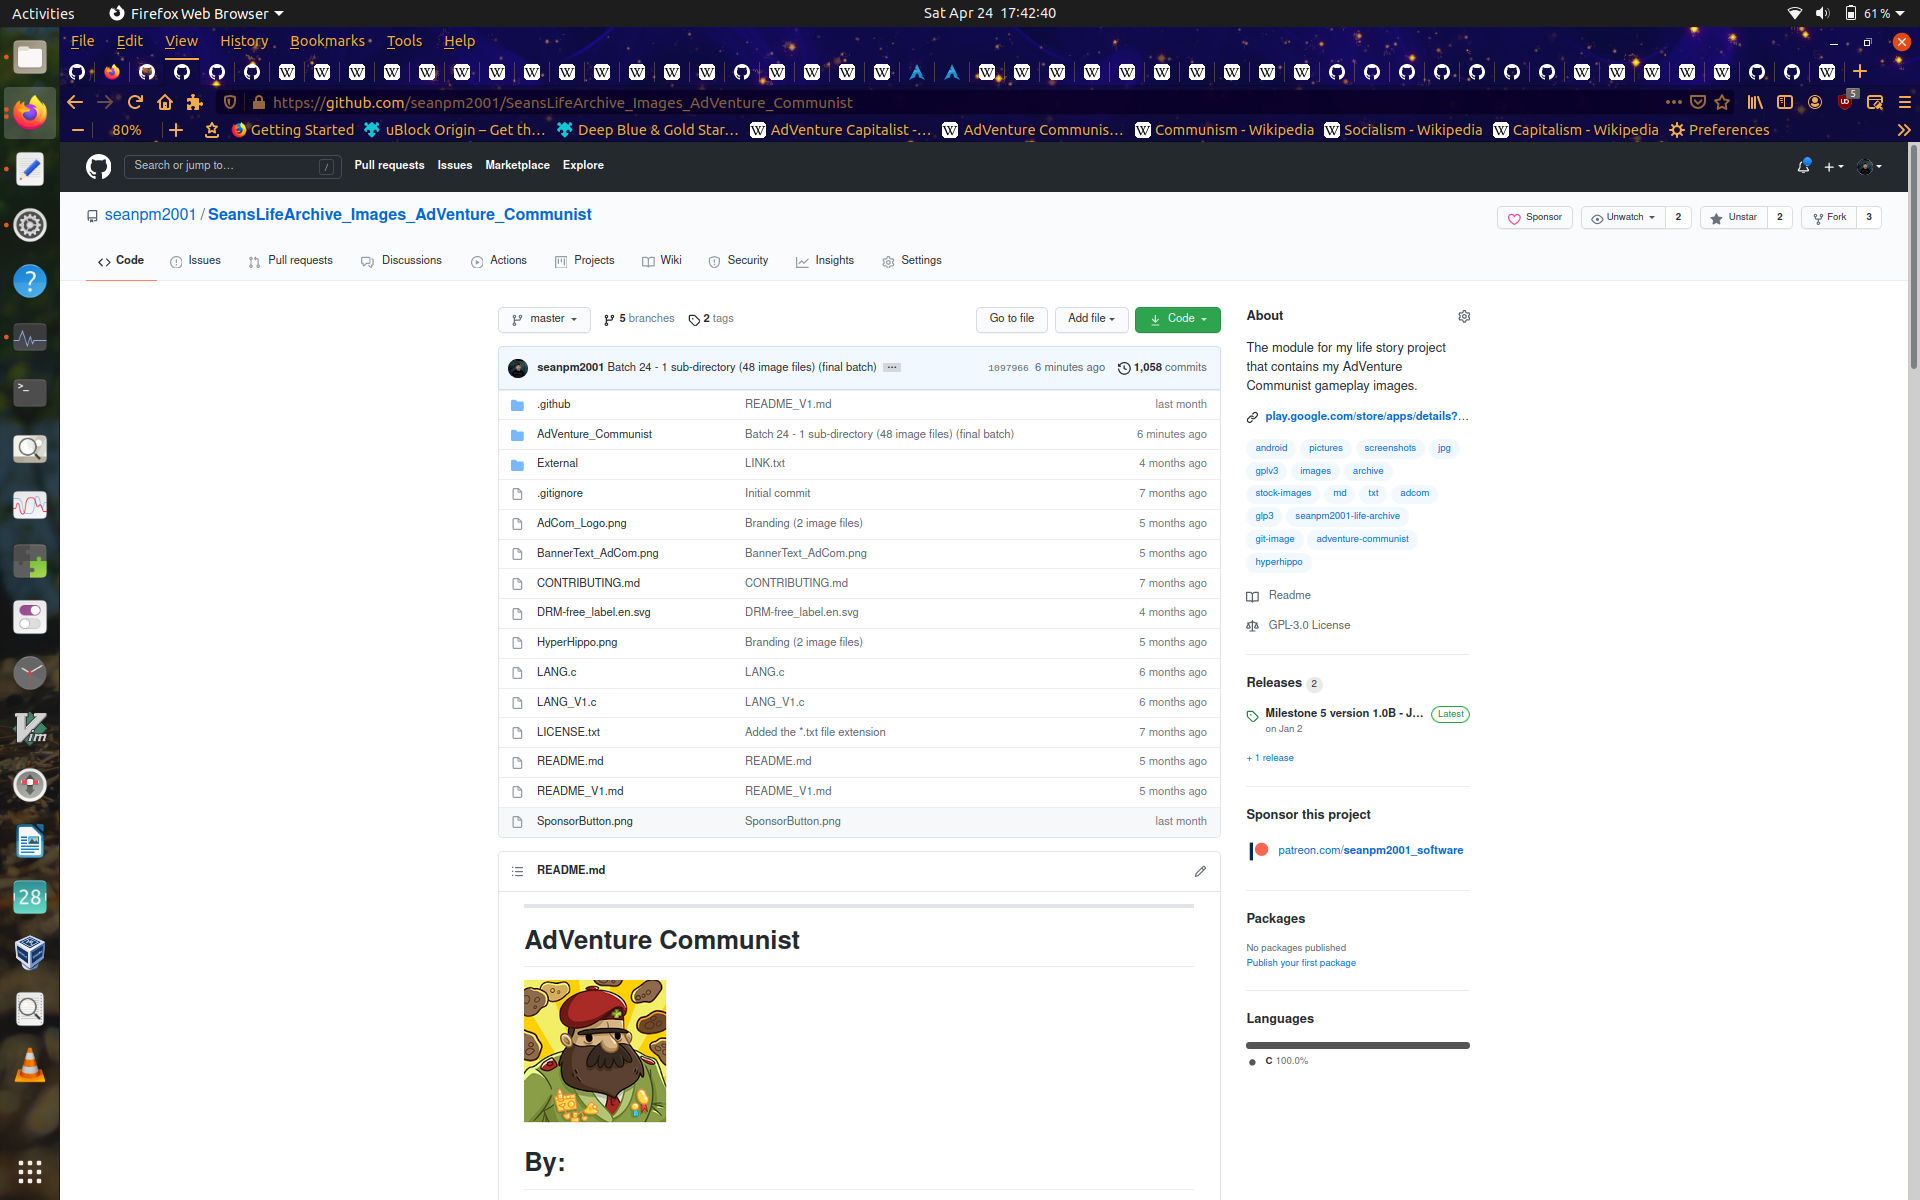 Activities
Firefox Web Browser
Sat Apr 24 17:42:40
61 %
File Edit View History Bookmarks Tools Help
https://github.com/seanpm2001/SeansLifeArchive_Images_AdVenture_Communist
5
80%
Getting Started
uBlock Origin – Get th…
Deep Blue & Gold Star…
AdVenture Capitalist -…
AdVenture Communis…
Communism - Wikipedia
Socialism - Wikipedia
Capitalism - Wikipedia
Preferences
Search or jump to…
/
Pull requests Issues Marketplace Explore
seanpm2001 / SeansLifeArchive_Images_AdVenture_Communist
Sponsor
Unwatch 2
Unstar 2
Fork 3
Code Issues Pull requests Discussions Actions Projects Wiki Security Insights Settings
master
5 branches
2 tags
Go to file
Add file
Code
seanpm2001 Batch 24 - 1 sub-directory (48 image files) (final batch) ···
1097966 6 minutes ago
1,058 commits
.github README_V1.md last month
AdVenture_Communist Batch 24 - 1 sub-directory (48 image files) (final batch) 6 minutes ago
External LINK.txt 4 months ago
.gitignore Initial commit 7 months ago
AdCom_Logo.png Branding (2 image files) 5 months ago
BannerText_AdCom.png BannerText_AdCom.png 5 months ago
CONTRIBUTING.md CONTRIBUTING.md 7 months ago
DRM-free_label.en.svg DRM-free_label.en.svg 4 months ago
HyperHippo.png Branding (2 image files) 5 months ago
LANG.c LANG.c 6 months ago
LANG_V1.c LANG_V1.c 6 months ago
LICENSE.txt Added the *.txt file extension 7 months ago
README.md README.md 5 months ago
README_V1.md README_V1.md 5 months ago
SponsorButton.png SponsorButton.png last month
README.md
AdVenture Communist
By:
About
The module for my life story project
that contains my AdVenture
Communist gameplay images.
play.google.com/store/apps/details?…
android pictures screenshots jpg
gplv3 images archive
stock-images md txt adcom
glp3 seanpm2001-life-archive
git-image adventure-communist
hyperhippo
Readme
GPL-3.0 License
Releases 2
Milestone 5 version 1.0B - J… Latest
on Jan 2
+ 1 release
Sponsor this project
patreon.com/seanpm2001_software
Packages
No packages published
Publish your first package
Languages
C 100.0%
28